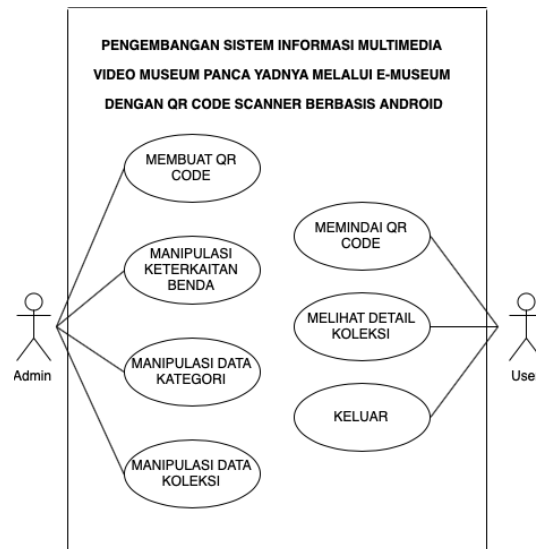 PENGEMBANGAN SISTEM INFORMASI MULTIMEDIA
VIDEO MUSEUM PANCA YADNYA MELALUI E-MUSEUM
DENGAN QR CODE SCANNER BERBASIS ANDROID
MEMBUAT QR
CODE
MANIPULASI
KETERKAITAN
BENDA
MANIPULASI DATA
KATEGORI
MANIPULASI DATA
KOLEKSI
MEMINDAI QR
CODE
MELIHAT DETAIL
KOLEKSI
KELUAR
Admin
User